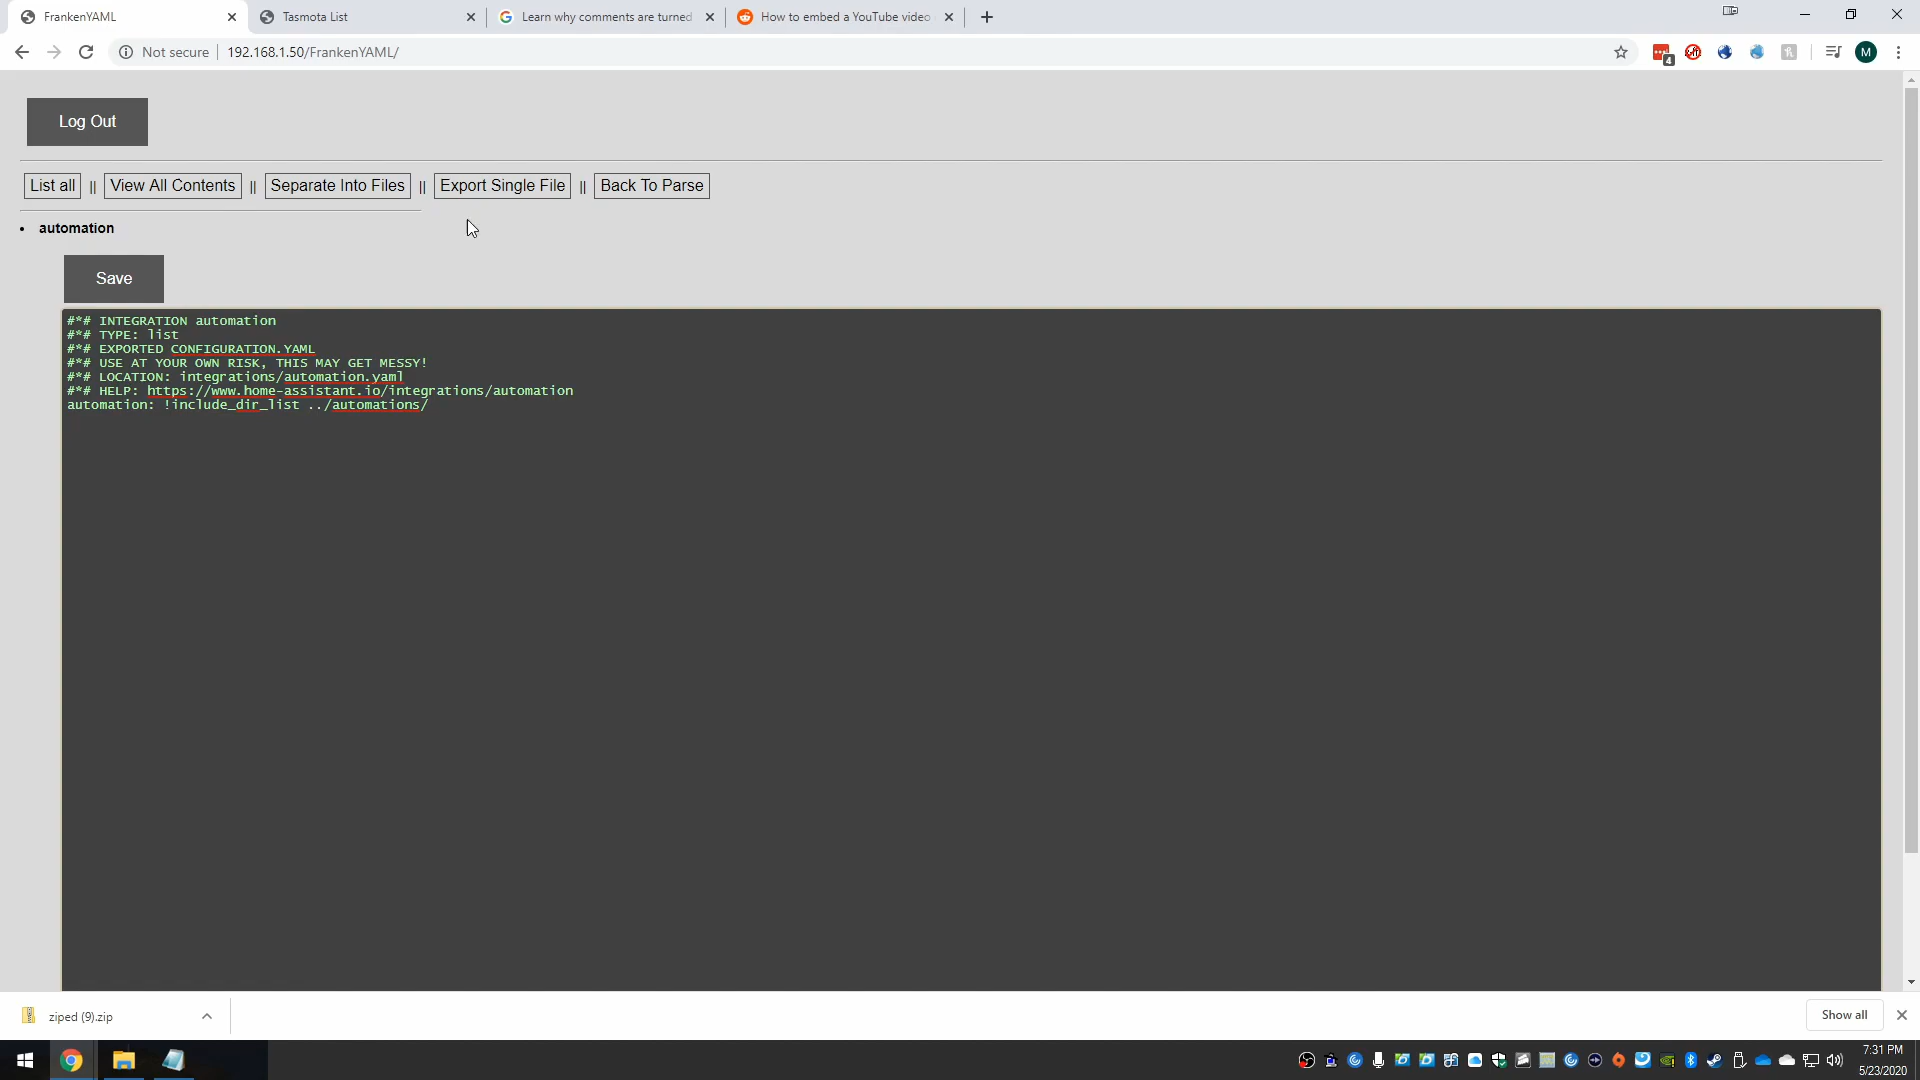 FrankenYAML
Tasmota List
Learn why comments are turned
How to embed a YouTube video
Not secure
192.168.1.50/FrankenYAML/
4
M
Log Out
List all || View All Contents || Separate Into Files || Export Single File || Back To Parse
• automation
Save
#*# INTEGRATION automation
#*# TYPE: list
#*# EXPORTED CONFIGURATION.YAML
#*# USE AT YOUR OWN RISK, THIS MAY GET MESSY!
#*# LOCATION: integrations/automation.yaml
#*# HELP: https://www.home-assistant.io/integrations/automation
automation: !include_dir_list ../automations/
ziped (9).zip
Show all
7:31 PM
5/23/2020